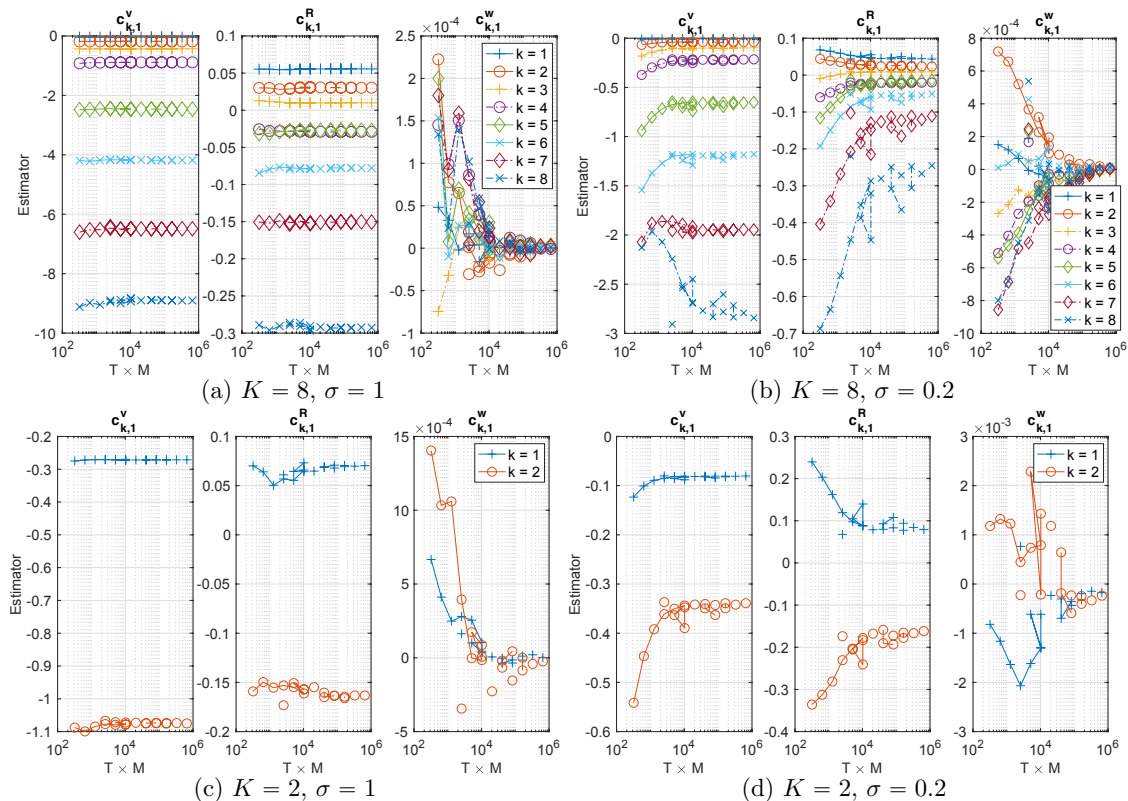 c^v_{k,1}
c^R_{k,1}
c^w_{k,1}
×10^-4
0
-2
-4
-6
-8
-10
0.1
0.05
0
-0.05
-0.1
-0.15
-0.2
-0.25
-0.3
2.5
2
1.5
1
0.5
0
-0.5
-1
k = 1
k = 2
k = 3
k = 4
k = 5
k = 6
k = 7
k = 8
Estimator
10^2 10^4 10^6
10^2 10^4 10^6
10^2 10^4 10^6
T × M
T × M
T × M
(a) K = 8, σ = 1
c^v_{k,1}
c^R_{k,1}
c^w_{k,1}
×10^-4
0
-0.5
-1
-1.5
-2
-2.5
-3
0.1
0
-0.1
-0.2
-0.3
-0.4
-0.5
-0.6
-0.7
8
6
4
2
0
-2
-4
-6
-8
-10
k = 1
k = 2
k = 3
k = 4
k = 5
k = 6
k = 7
k = 8
Estimator
10^2 10^4 10^6
10^2 10^4 10^6
10^2 10^4 10^6
T × M
T × M
T × M
(b) K = 8, σ = 0.2
c^v_{k,1}
c^R_{k,1}
c^w_{k,1}
×10^-4
-0.2
-0.3
-0.4
-0.5
-0.6
-0.7
-0.8
-0.9
-1
-1.1
0.1
0.05
0
-0.05
-0.1
-0.15
-0.2
15
10
5
0
-5
k = 1
k = 2
Estimator
10^2 10^4 10^6
10^2 10^4 10^6
10^2 10^4 10^6
T × M
T × M
T × M
(c) K = 2, σ = 1
c^v_{k,1}
c^R_{k,1}
c^w_{k,1}
×10^-3
0
-0.1
-0.2
-0.3
-0.4
-0.5
-0.6
0.3
0.2
0.1
0
-0.1
-0.2
-0.3
-0.4
3
2
1
0
-1
-2
-3
k = 1
k = 2
Estimator
10^2 10^4 10^6
10^2 10^4 10^6
10^2 10^4 10^6
T × M
T × M
T × M
(d) K = 2, σ = 0.2